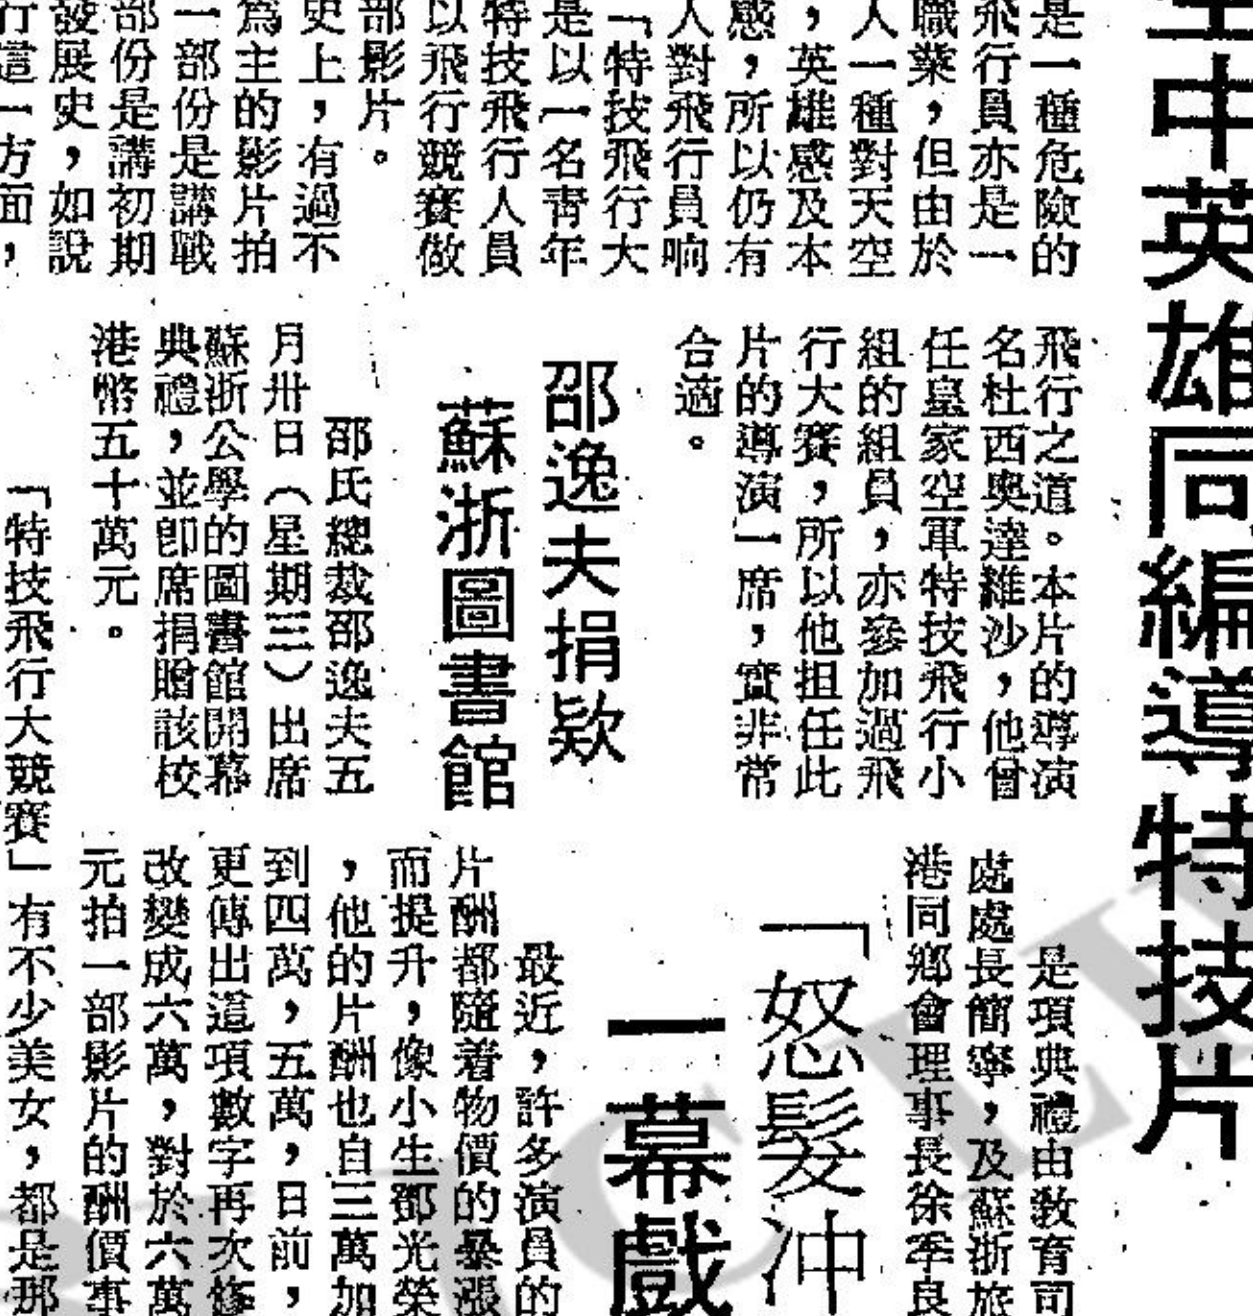 空中英雄同編導特技片
是一種危險的
飛行員亦是一
職業，但由於
人一種對天空
，英雄感及本
感，所以仍有
人對飛行員响
「特技飛行大
是以一名青年
特技飛行人員
以飛行競賽做
部影片。
史上，有過不
為主的影片拍
一部份是講戰
部份是講初期
發展史，如說
行這一方面，
飛行之道。本片的導演
名杜西奧達維沙，他曾
任皇家空軍特技飛行小
組的組員，亦參加過飛
行大賽，所以他担任此
片的導演一席，實非常
合適。
邵逸夫捐欵
蘇浙圖書館
邵氏總裁邵逸夫五
月卅日（星期三）出席
蘇浙公學的圖書館開幕
典禮，並卽席捐贈該校
港幣五十萬元。
是項典禮由敎育司
處處長簡寧，及蘇浙旅
港同鄉會理事長徐季良
「怒髮冲
一幕戲
最近，許多演員的
片酬都隨着物價的暴漲
而提升，像小生鄧光榮
，他的片酬也自三萬加
到四萬，五萬，日前，
更傳出這項數字再次修
改變成六萬，對於六萬
元拍一部影片的酬價事
「特技飛行大競賽」有不少美女，都是那